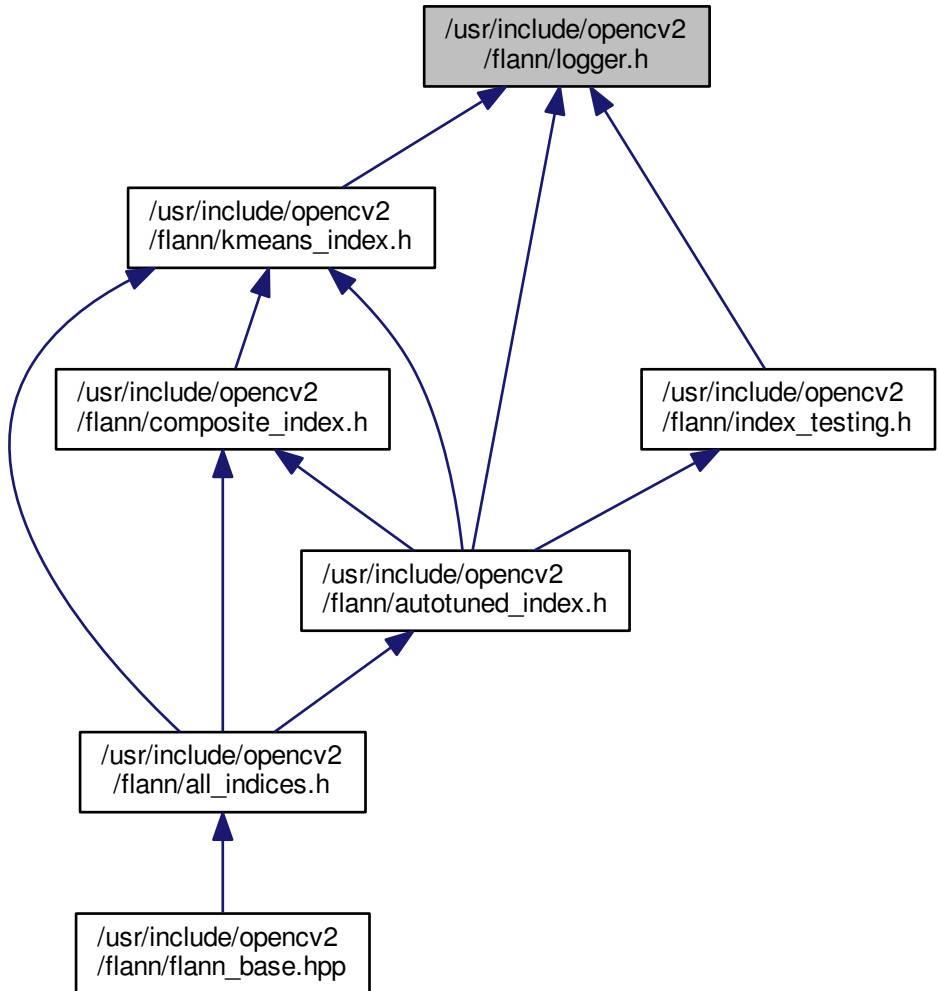 /usr/include/opencv2
/flann/logger.h
/usr/include/opencv2
/flann/kmeans_index.h
/usr/include/opencv2
/flann/composite_index.h
/usr/include/opencv2
/flann/index_testing.h
/usr/include/opencv2
/flann/autotuned_index.h
/usr/include/opencv2
/flann/all_indices.h
/usr/include/opencv2
/flann/flann_base.hpp